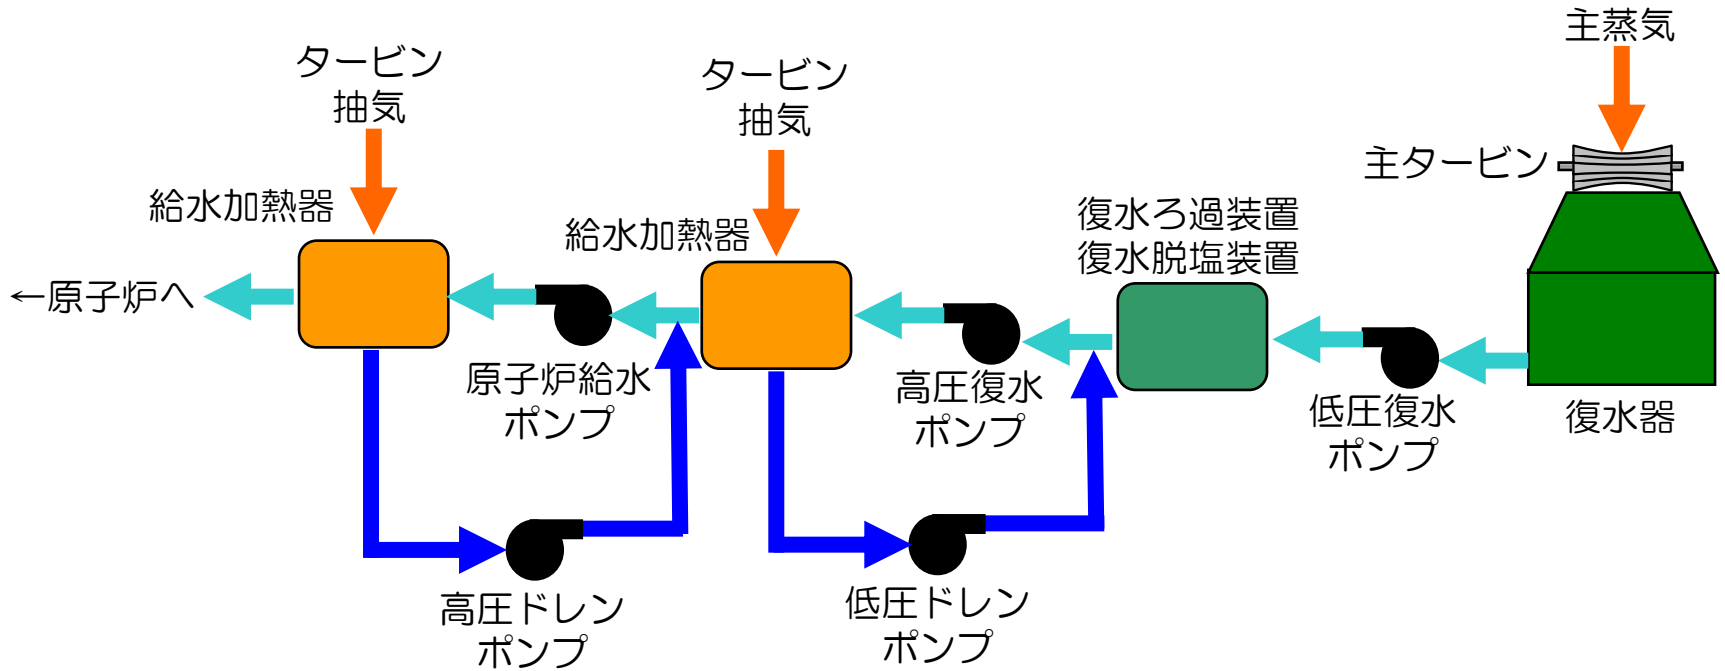 主蒸気
タービン
抽気
タービン
抽気
主タービン
給水加熱器
給水加熱器
復水ろ過装置
復水脱塩装置
←原子炉へ
原子炉給水
ポンプ
高圧復水
ポンプ
低圧復水
ポンプ
復水器
高圧ドレン
ポンプ
低圧ドレン
ポンプ